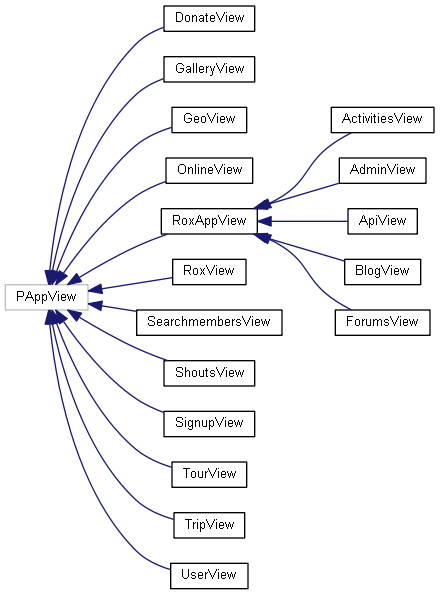 DonateView
GalleryView
GeoView
OnlineView
RoxAppView
RoxView
PAppView
SearchmembersView
ShoutsView
SignupView
TourView
TripView
UserView
ActivitiesView
AdminView
ApiView
BlogView
ForumsView